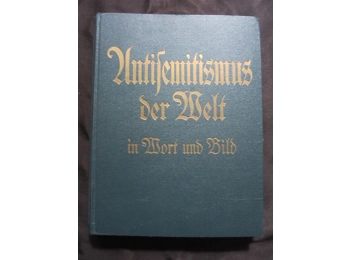 Antisemitismus
der Welt
in Wort und Bild